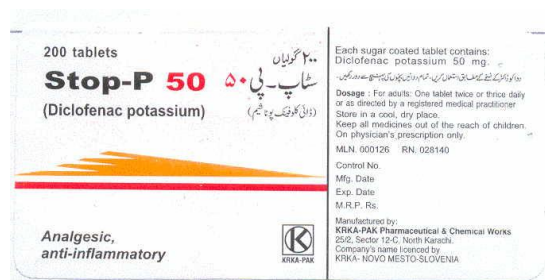 200 tablets
۲۰۰ گولیاں
Stop-P 50
سٹاپ۔پی ۵۰
(Diclofenac potassium)
(ڈائی کلوفینک پوٹاشیم)
Analgesic,
anti-inflammatory
K
KRKA-PAK
Each sugar coated tablet contains:
Diclofenac potassium 50 mg.
Dosage : For adults: One tablet twice or thrice daily
or as directed by a registered medical practitioner
Store in a cool, dry place.
Keep all medicines out of the reach of children.
On physician's prescription only.
MLN. 000126 RN. 028140
Control No.
Mfg. Date
Exp. Date
M.R.P. Rs.
Manufactured by:
KRKA-PAK Pharmaceutical & Chemical Works
25/2, Sector 12-C, North Karachi.
Company's name licenced by
KRKA- NOVO MESTO-SLOVENIA